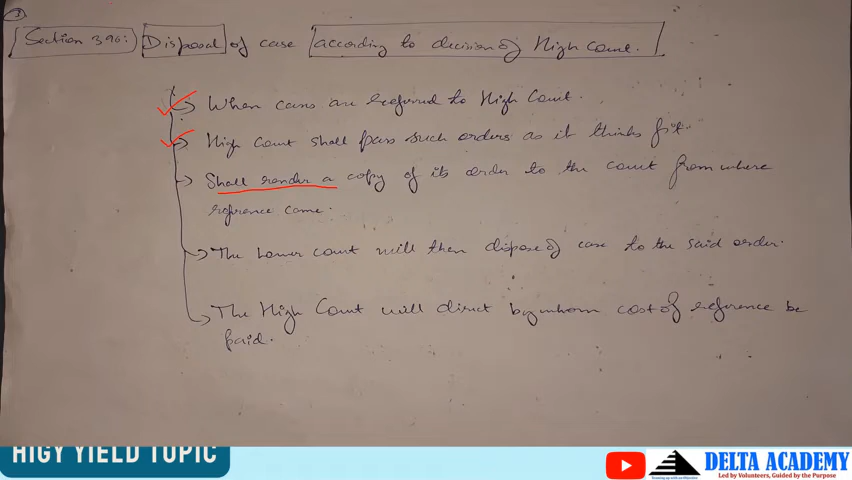 3
Section 396: Disposal of case according to decision of High Court.
When cases are referred to High Court.
High Court shall pass such orders as it thinks fit.
Shall render a copy of its order to the court from where
reference came.
The Lower court will then dispose of case to the said order.
The High Court will direct by whom cost of reference be
paid.
HIGY YIELD TOPIC
DELTA ACADEMY
Led by Volunteers, Guided by the Purpose